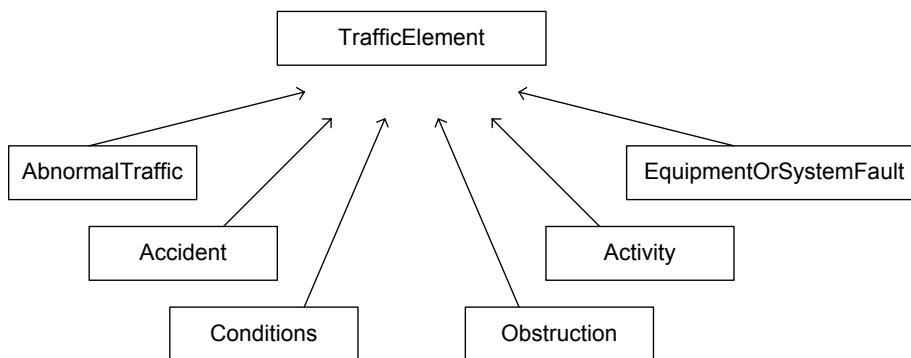 TrafficElement
AbnormalTraffic
EquipmentOrSystemFault
Accident
Activity
Conditions
Obstruction